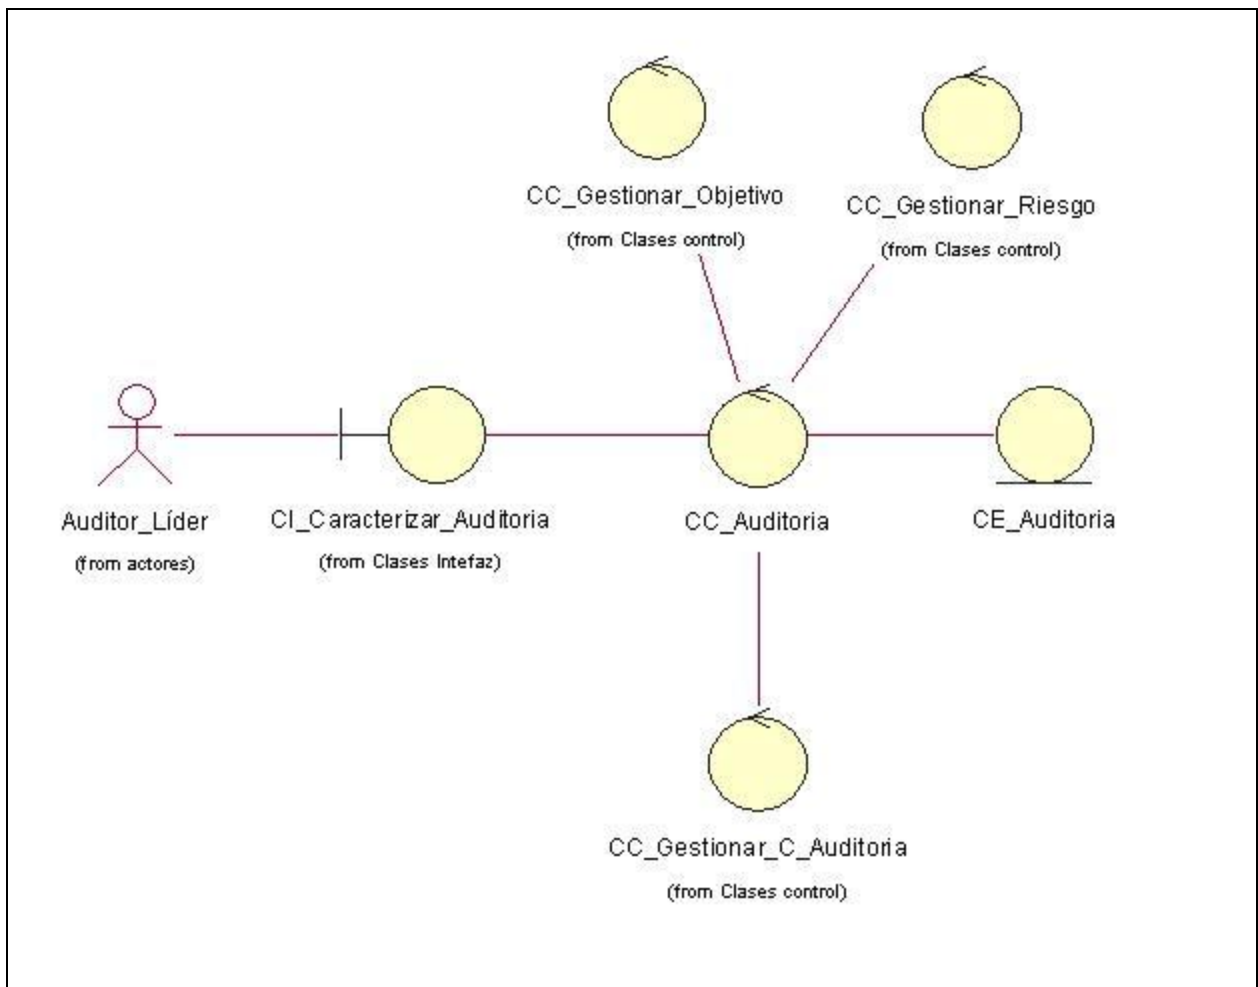 CC_Gestionar_Objetivo
(from Clases control)
CC_Gestionar_Riesgo
(from Clases control)
Auditor_Líder
(from actores)
CI_Caracterizar_Auditoria
(from Clases Intefaz)
CC_Auditoria
CE_Auditoria
CC_Gestionar_C_Auditoria
(from Clases control)